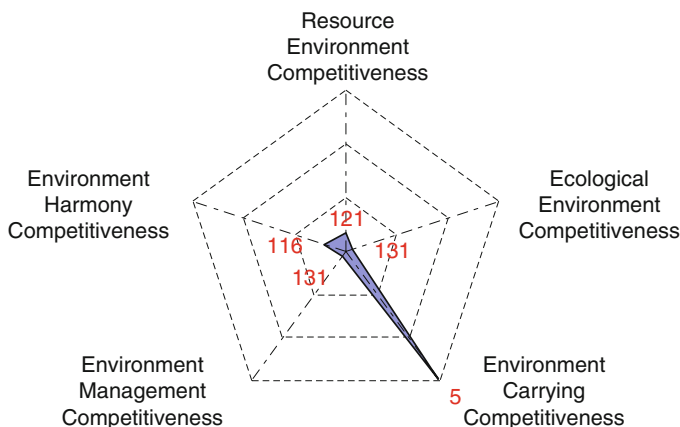 Resource
Environment
Competitiveness
Environment
Harmony
Competitiveness
Ecological
Environment
Competitiveness
121
116
131
131
Environment
Management
Competitiveness
5
Environment
Carrying
Competitiveness